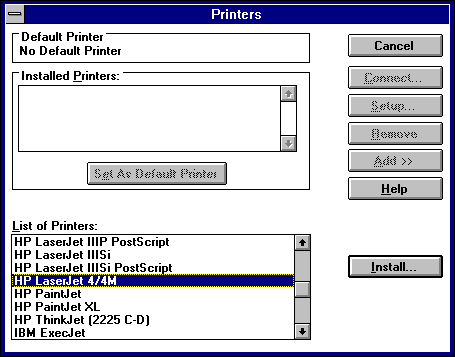 Printers
Default Printer
No Default Printer
Installed Printers:
Set As Default Printer
List of Printers:
HP LaserJet IIIP PostScript
HP LaserJet IIISi
HP LaserJet IIISi PostScript
HP LaserJet 4/4M
HP PaintJet
HP PaintJet XL
HP ThinkJet (2225 C-D)
IBM ExecJet
Cancel
Connect...
Setup...
Remove
Add >>
Help
Install...